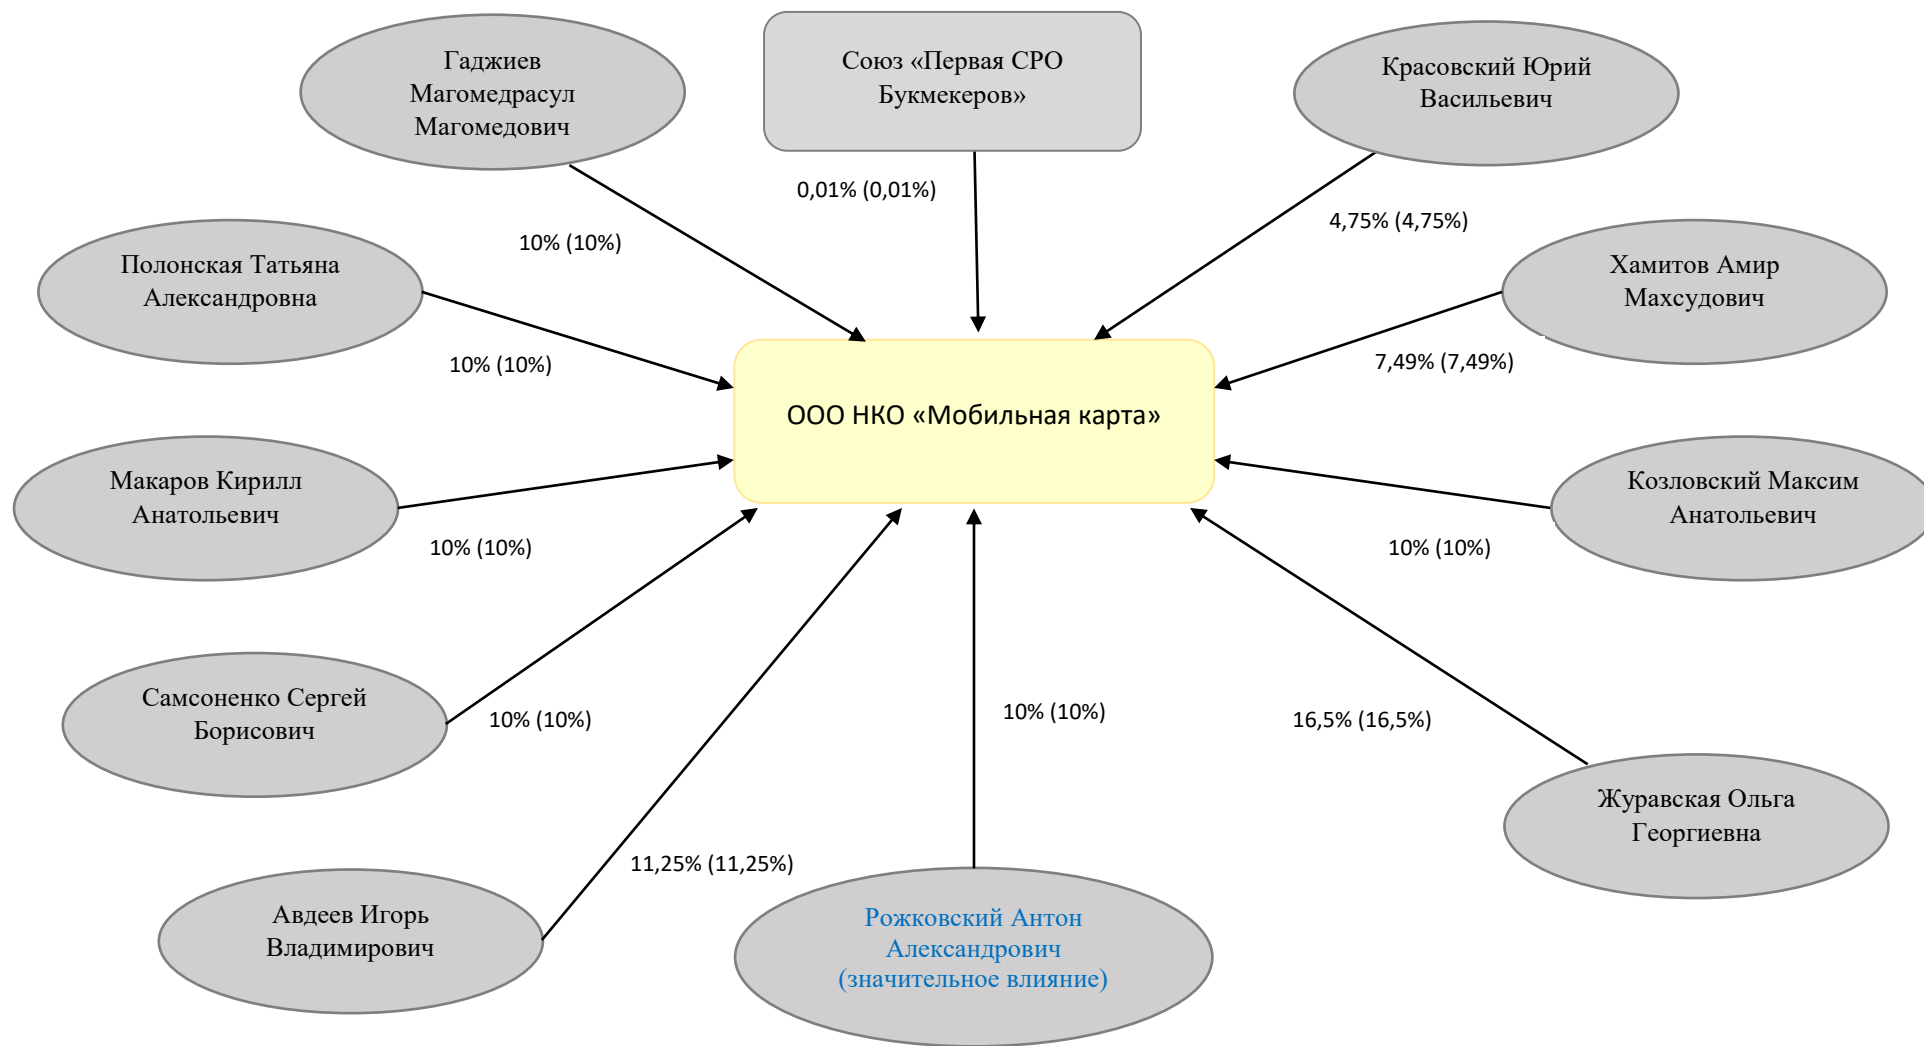 Гаджиев
Магомедрасул
Магомедович
Союз «Первая СРО
Букмекеров»
Красовский Юрий
Васильевич
0,01% (0,01%)
4,75% (4,75%)
10% (10%)
Полонская Татьяна
Александровна
Хамитов Амир
Махсудович
10% (10%)
7,49% (7,49%)
ООО НКО «Мобильная карта»
Макаров Кирилл
Анатольевич
Козловский Максим
Анатольевич
10% (10%)
10% (10%)
Самсоненко Сергей
Борисович
10% (10%)
10% (10%)
16,5% (16,5%)
Журавская Ольга
Георгиевна
11,25% (11,25%)
Авдеев Игорь
Владимирович
Рожковский Антон
Александрович
(значительное влияние)